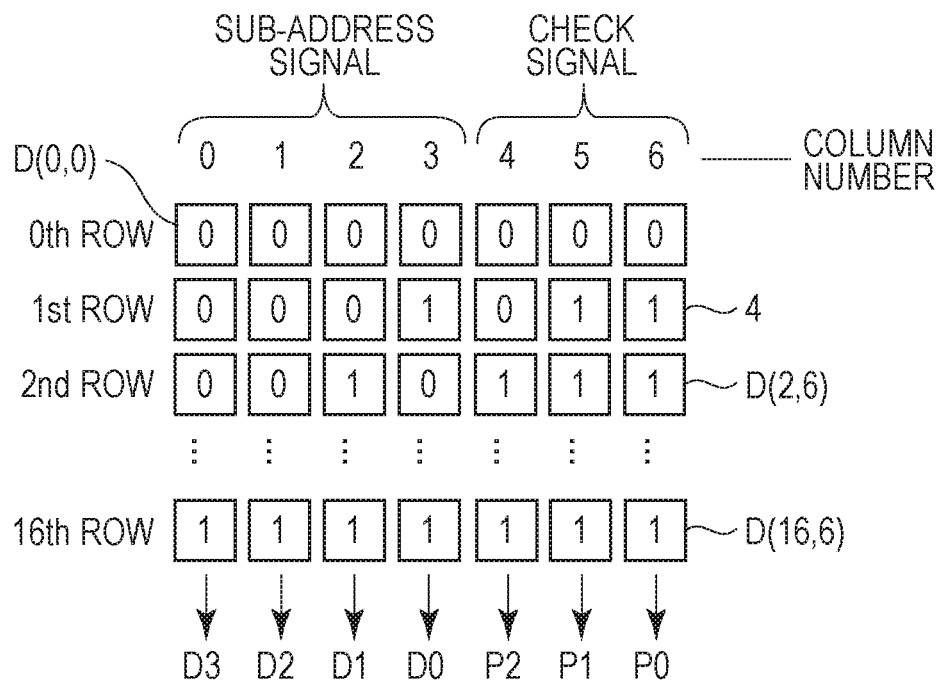 SUB-ADDRESS
SIGNAL
CHECK
SIGNAL
D(0,0) 0 1 2 3 4 5 6 COLUMN
NUMBER
0th ROW 0 0 0 0 0 0 0
1st ROW 0 0 0 1 0 1 1 4
2nd ROW 0 0 1 0 1 1 1 D(2,6)
16th ROW 1 1 1 1 1 1 1 D(16,6)
D3 D2 D1 D0 P2 P1 P0